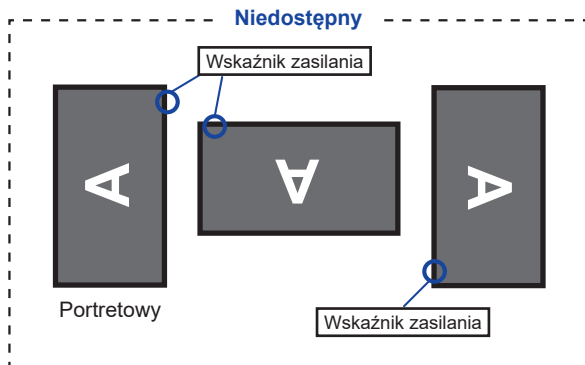 Niedostępny
Wskaźnik zasilania
A
A
A
Portretowy
Wskaźnik zasilania